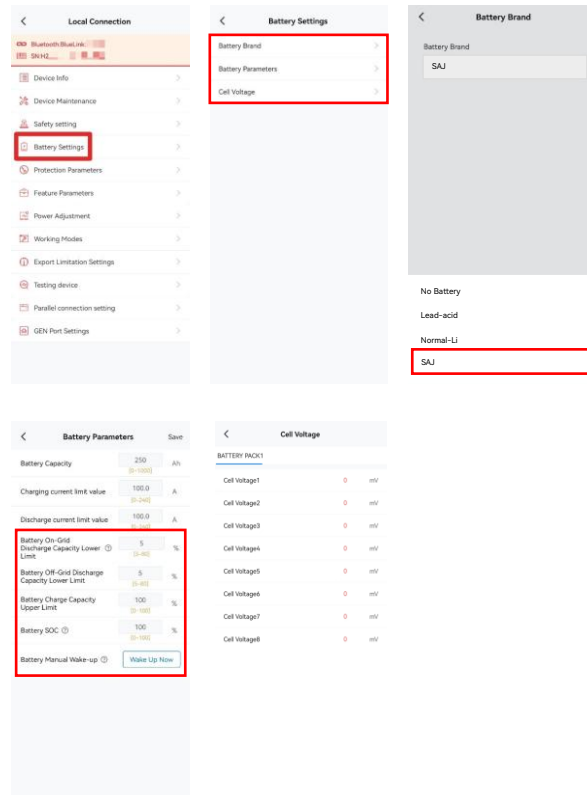 Local Connection
Bluetooth:BlueLink:
SN:H2
Device Info
Device Maintenance
Safety setting
Battery Settings
Protection Parameters
Feature Parameters
Power Adjustment
Working Modes
Export Limitation Settings
Testing device
Parallel connection setting
GEN Port Settings
Battery Settings
Battery Brand
Battery Parameters
Cell Voltage
Battery Brand
Battery Brand
SAJ
No Battery
Lead-acid
Normal-Li
SAJ
Battery Parameters Save
Battery Capacity 250 Ah
[0-1000]
Charging current limit value 100.0 A
[0-240]
Discharge current limit value 100.0 A
Battery On-Grid
Discharge Capacity Lower 5 %
Limit [5-80]
Battery Off-Grid Discharge 5 %
Capacity Lower Limit [5-80]
Battery Charge Capacity 100 %
Upper Limit [0-100]
Battery SOC 100 %
[0-100]
Battery Manual Wake-up Wake Up Now
Cell Voltage
BATTERY PACK1
Cell Voltage1 0 mV
Cell Voltage2 0 mV
Cell Voltage3 0 mV
Cell Voltage4 0 mV
Cell Voltage5 0 mV
Cell Voltage6 0 mV
Cell Voltage7 0 mV
Cell Voltage8 0 mV